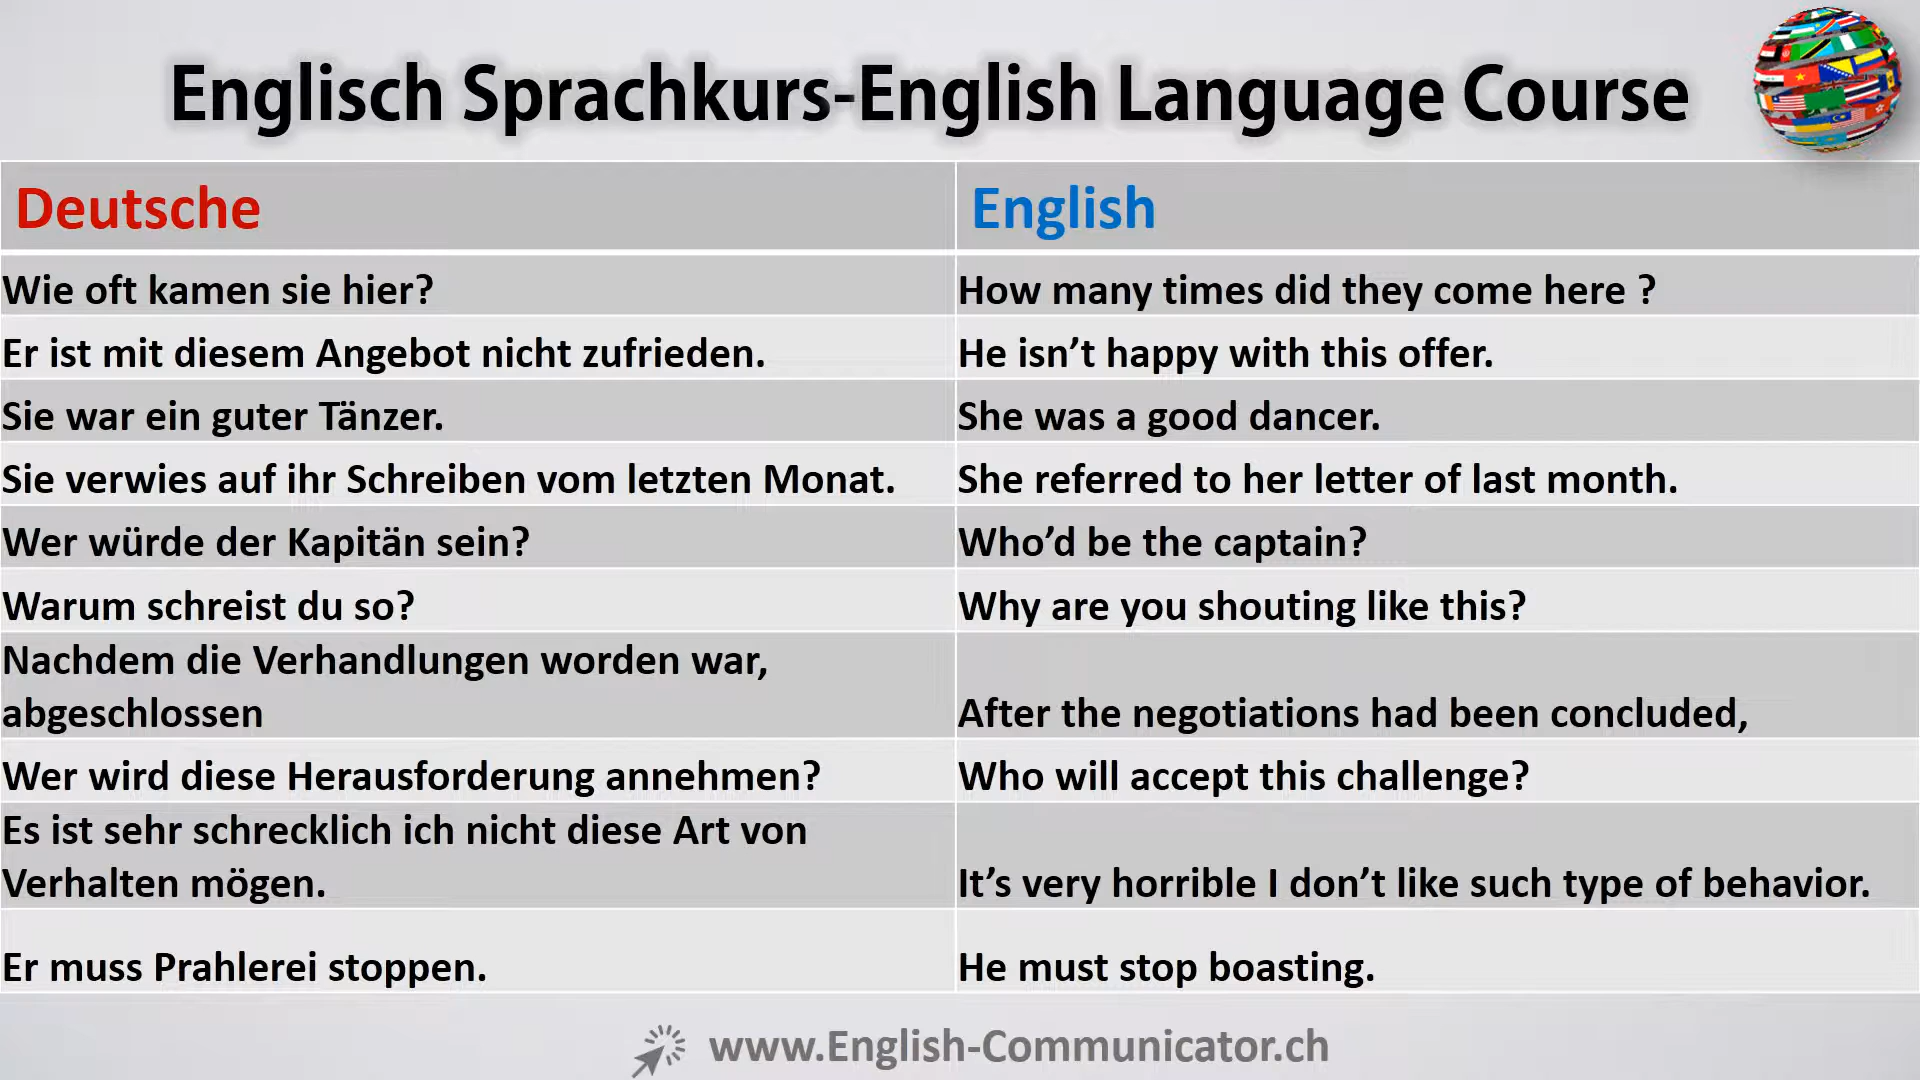 Englisch Sprachkurs-English Language Course
Deutsche English
Wie oft kamen sie hier? How many times did they come here ?
Er ist mit diesem Angebot nicht zufrieden. He isn’t happy with this offer.
Sie war ein guter Tänzer. She was a good dancer.
Sie verwies auf ihr Schreiben vom letzten Monat. She referred to her letter of last month.
Wer würde der Kapitän sein? Who’d be the captain?
Warum schreist du so? Why are you shouting like this?
Nachdem die Verhandlungen worden war,
abgeschlossen After the negotiations had been concluded,
Wer wird diese Herausforderung annehmen? Who will accept this challenge?
Es ist sehr schrecklich ich nicht diese Art von
Verhalten mögen. It’s very horrible I don’t like such type of behavior.
Er muss Prahlerei stoppen. He must stop boasting.
www.English-Communicator.ch